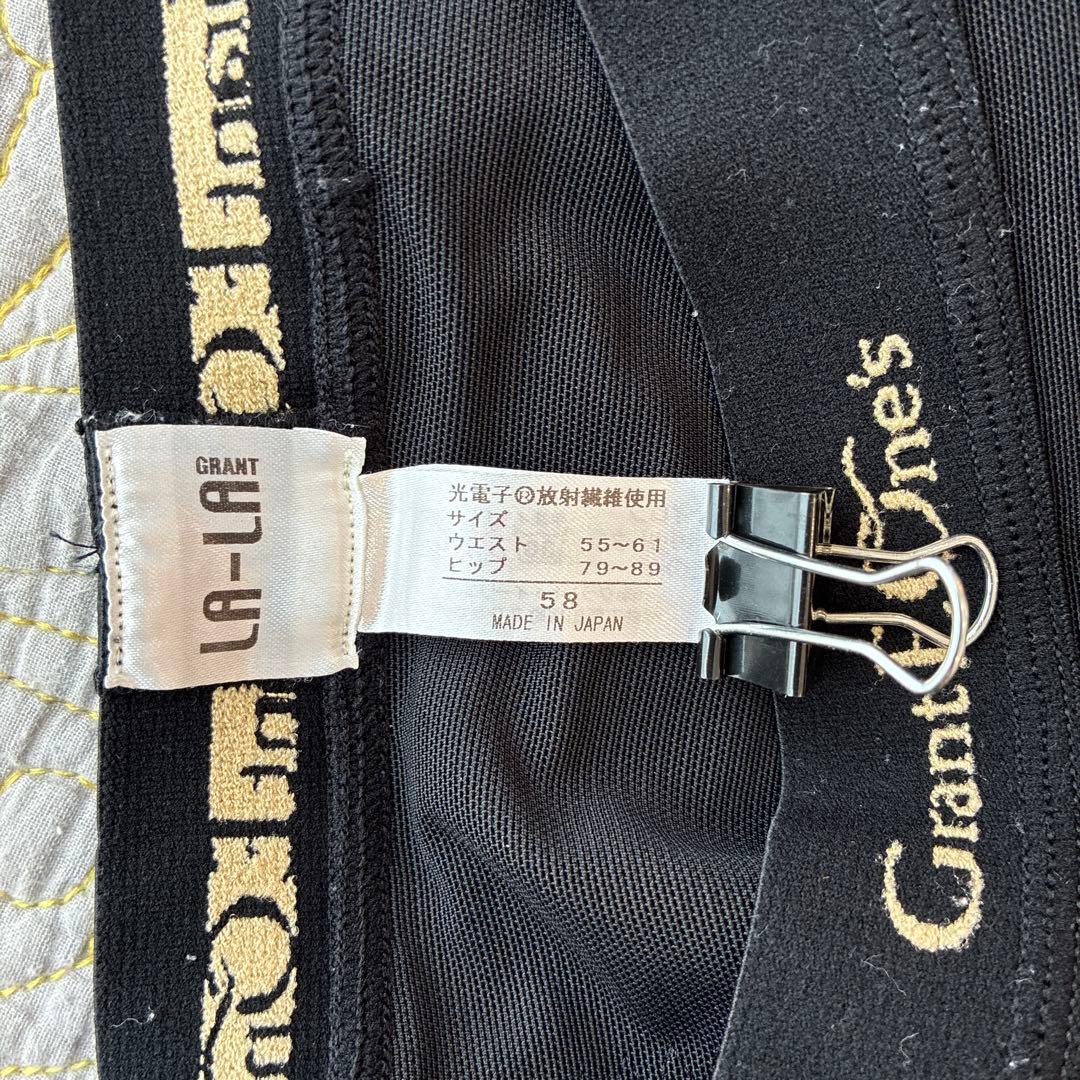 GRANT
LA-LA
光電子®放射繊維使用
サイズ
ウエスト 55～61
ヒップ 79～89
58
MADE IN JAPAN